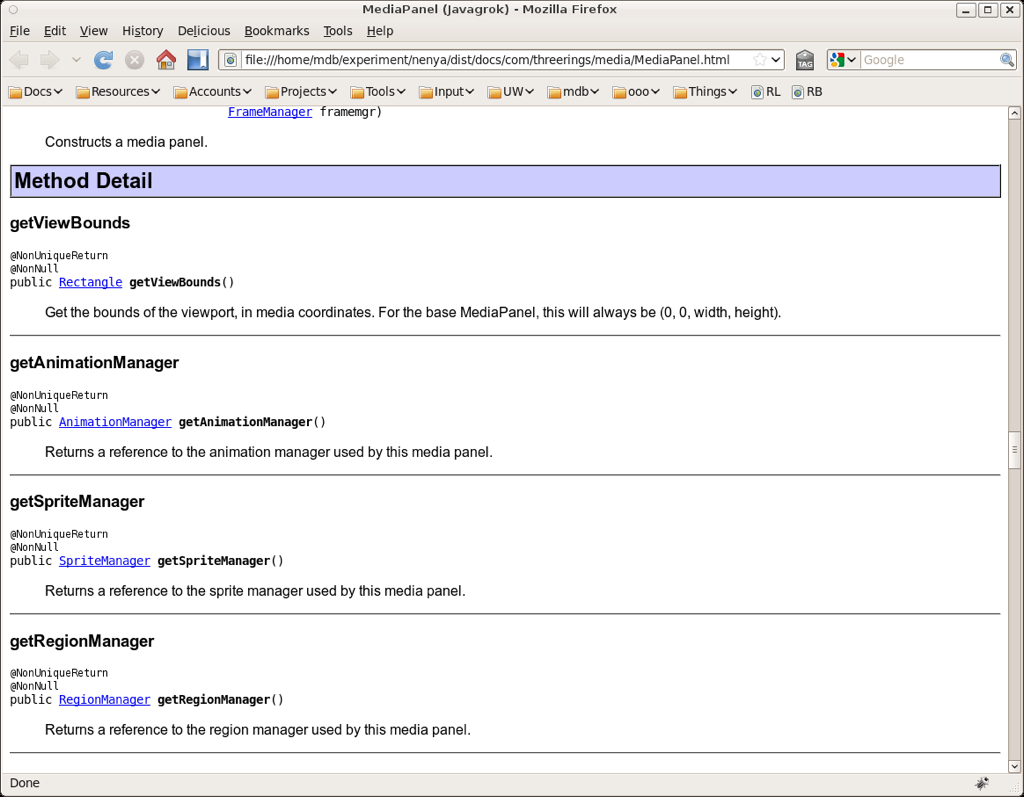 MediaPanel (Javagrok) - Mozilla Firefox
File Edit View History Delicious Bookmarks Tools Help
file:///home/mdb/experiment/nenya/dist/docs/com/threerings/media/MediaPanel.html TAG Google
Docs Resources Accounts Projects Tools Input UW mdb ooo Things RL RB
FrameManager framemgr)
Constructs a media panel.
Method Detail
getViewBounds
@NonUniqueReturn
@NonNull
public Rectangle getViewBounds()
Get the bounds of the viewport, in media coordinates. For the base MediaPanel, this will always be (0, 0, width, height).
getAnimationManager
@NonUniqueReturn
@NonNull
public AnimationManager getAnimationManager()
Returns a reference to the animation manager used by this media panel.
getSpriteManager
@NonUniqueReturn
@NonNull
public SpriteManager getSpriteManager()
Returns a reference to the sprite manager used by this media panel.
getRegionManager
@NonUniqueReturn
@NonNull
public RegionManager getRegionManager()
Returns a reference to the region manager used by this media panel.
Done